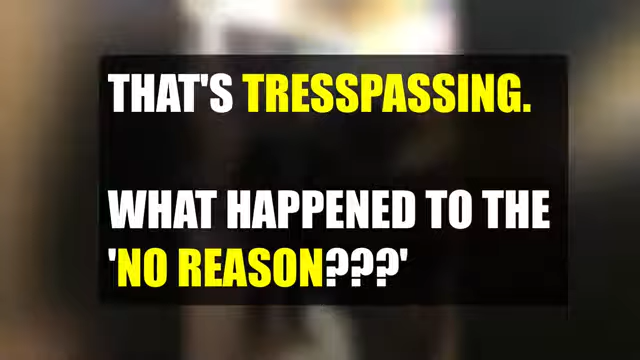 THAT'S TRESSPASSING.
WHAT HAPPENED TO THE
'NO REASON???'